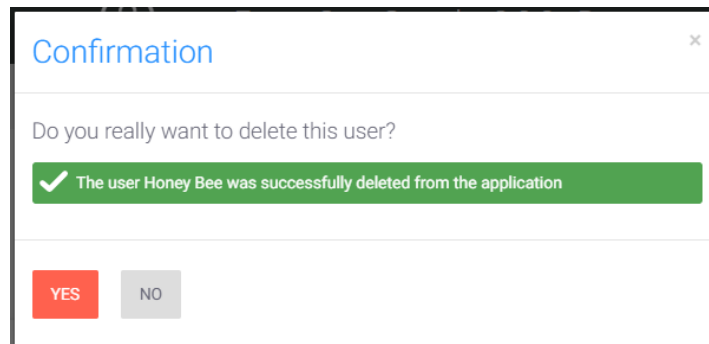 Confirmation
×
Do you really want to delete this user?
The user Honey Bee was successfully deleted from the application
YES
NO